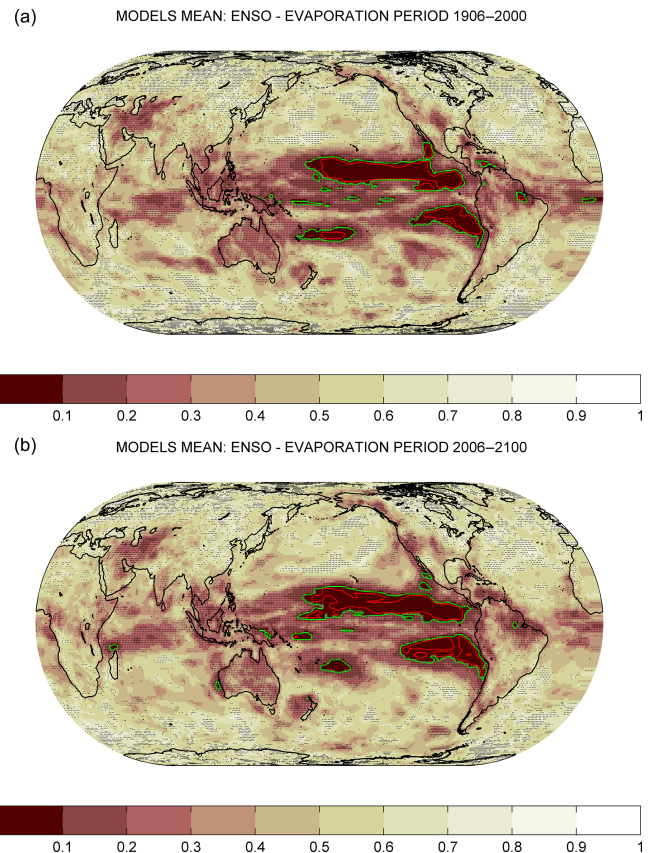 (a)
MODELS MEAN: ENSO - EVAPORATION PERIOD 1906–2000
0.1 0.2 0.3 0.4 0.5 0.6 0.7 0.8 0.9 1
(b)
MODELS MEAN: ENSO - EVAPORATION PERIOD 2006–2100
0.1 0.2 0.3 0.4 0.5 0.6 0.7 0.8 0.9 1